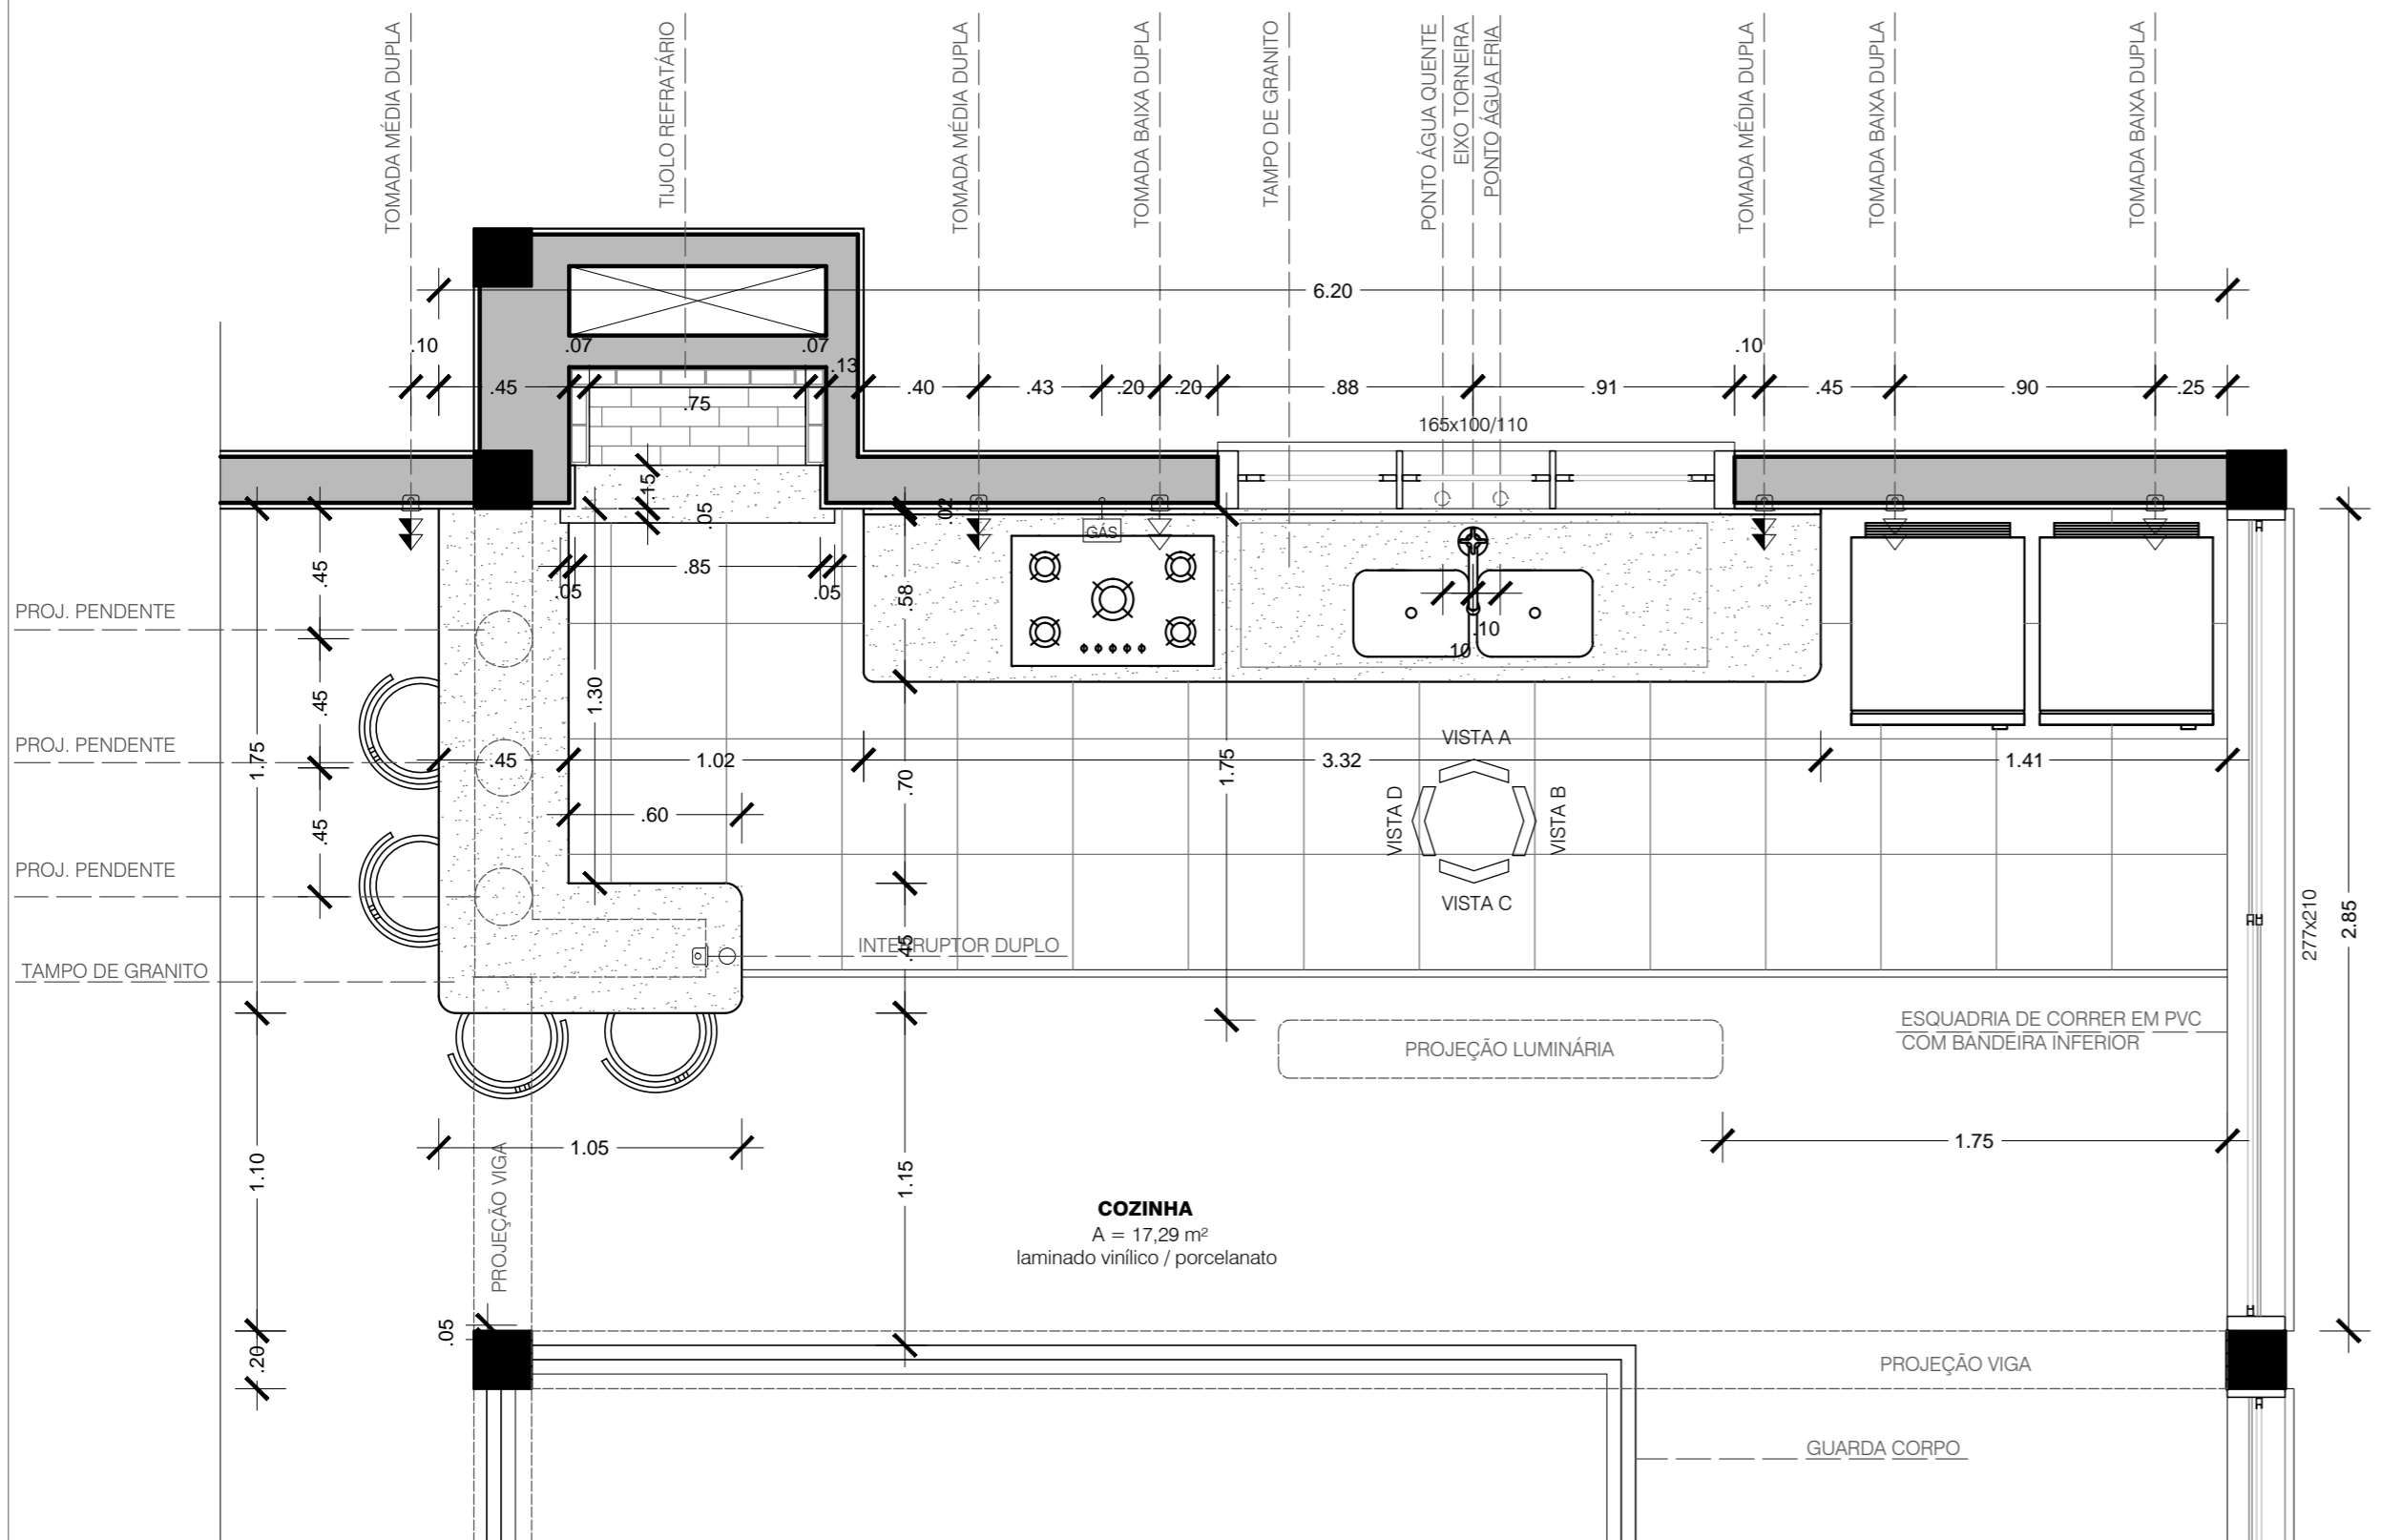 TOMADA MÉDIA DUPLA
TIJOLO REFRATÁRIO
TOMADA MÉDIA DUPLA
TOMADA BAIXA DUPLA
TAMPO DE GRANITO
PONTO ÁGUA QUENTE
EIXO TORNEIRA
PONTO ÁGUA FRIA
TOMADA MÉDIA DUPLA
TOMADA BAIXA DUPLA
TOMADA BAIXA DUPLA
6.20
.10
.07
.07
.13
.10
.45
.75
.40
.43
.20
.20
.88
.91
.45
.90
.25
165x100/110
.15
.05
.02
GÁS
.45
.05
.85
.05
.58
.10
.10
PROJ. PENDENTE
.45
1.30
PROJ. PENDENTE
1.75
.45
1.02
.70
1.75
3.32
1.41
VISTA A
VISTA D
VISTA B
VISTA C
.60
.45
PROJ. PENDENTE
277x210
2.85
INTERRUPTOR DUPLO
.45
TAMPO DE GRANITO
ESQUADRIA DE CORRER EM PVC
COM BANDEIRA INFERIOR
PROJEÇÃO LUMINÁRIA
1.05
1.75
1.10
PROJEÇÃO VIGA
1.15
COZINHA
A = 17,29 m²
laminado vinílico / porcelanato
.05
.20
PROJEÇÃO VIGA
GUARDA CORPO